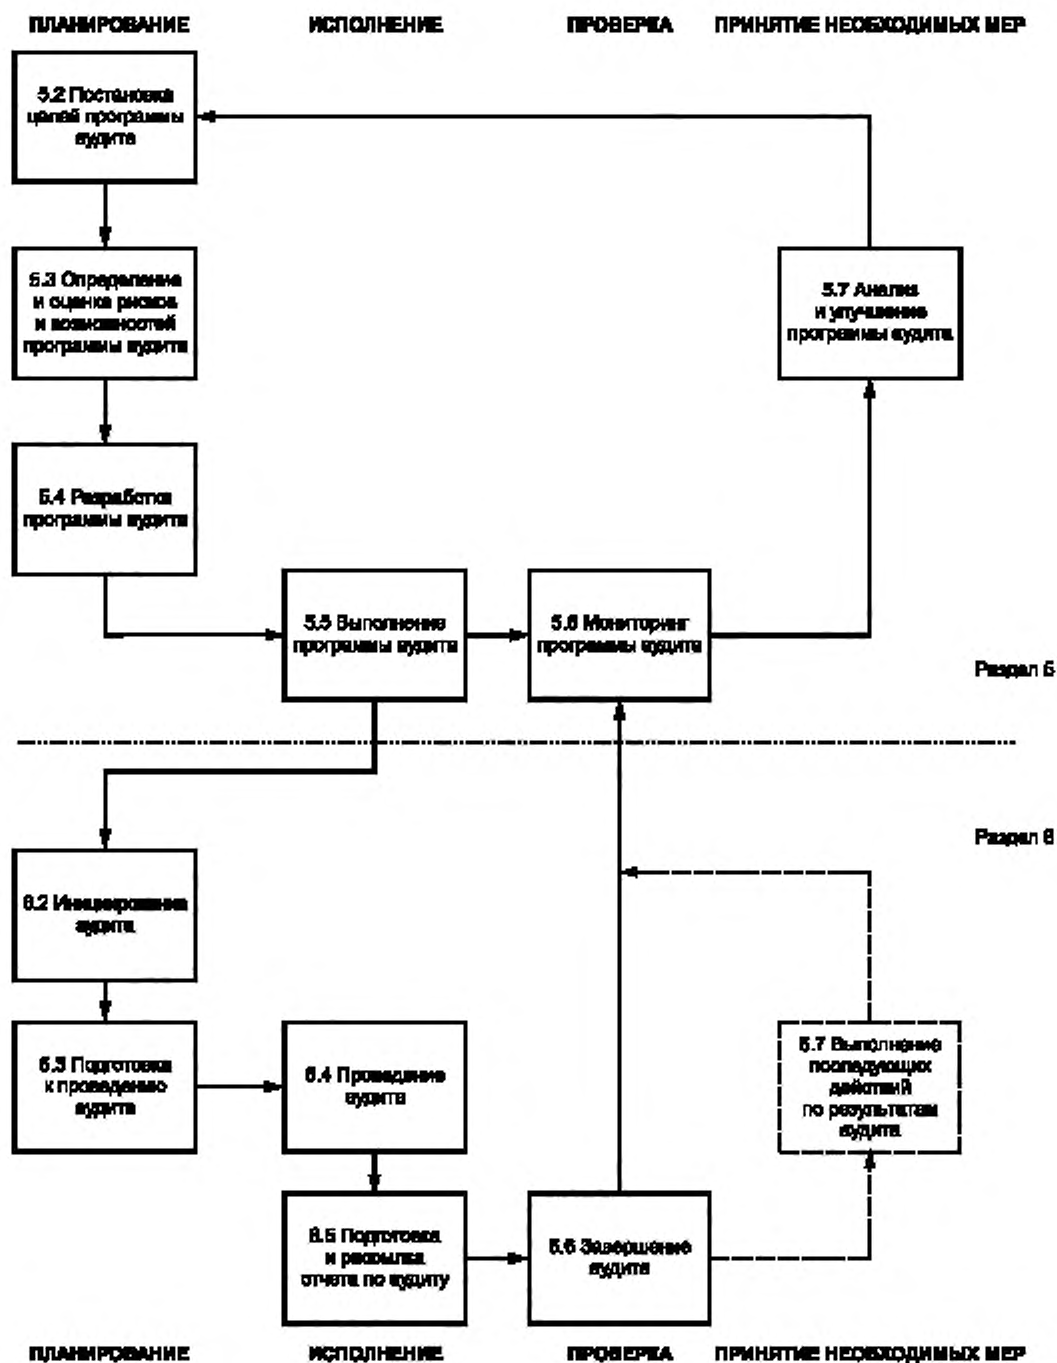 ПЛАНИРОВАНИЕ
ИСПОЛНЕНИЕ
ПРОВЕРКА
ПРИНЯТИЕ НЕОБХОДИМЫХ МЕР
5.2 Постановка
целей программы
аудита
5.3 Определение
и оценка рисков
и возможностей
программы аудита
5.7 Анализ
и улучшение
программы аудита
5.4 Разработка
программы аудита
5.5 Выполнение
программы аудита
5.6 Мониторинг
программы аудита
Раздел 5
Раздел 6
6.2 Инициирование
аудита
6.3 Подготовка
к проведению
аудита
6.4 Проведение
аудита
6.7 Выполнение
последующих
действий
по результатам
аудита
6.5 Подготовка
и рассылка
отчета по аудиту
6.6 Завершение
аудита
ПЛАНИРОВАНИЕ
ИСПОЛНЕНИЕ
ПРОВЕРКА
ПРИНЯТИЕ НЕОБХОДИМЫХ МЕР